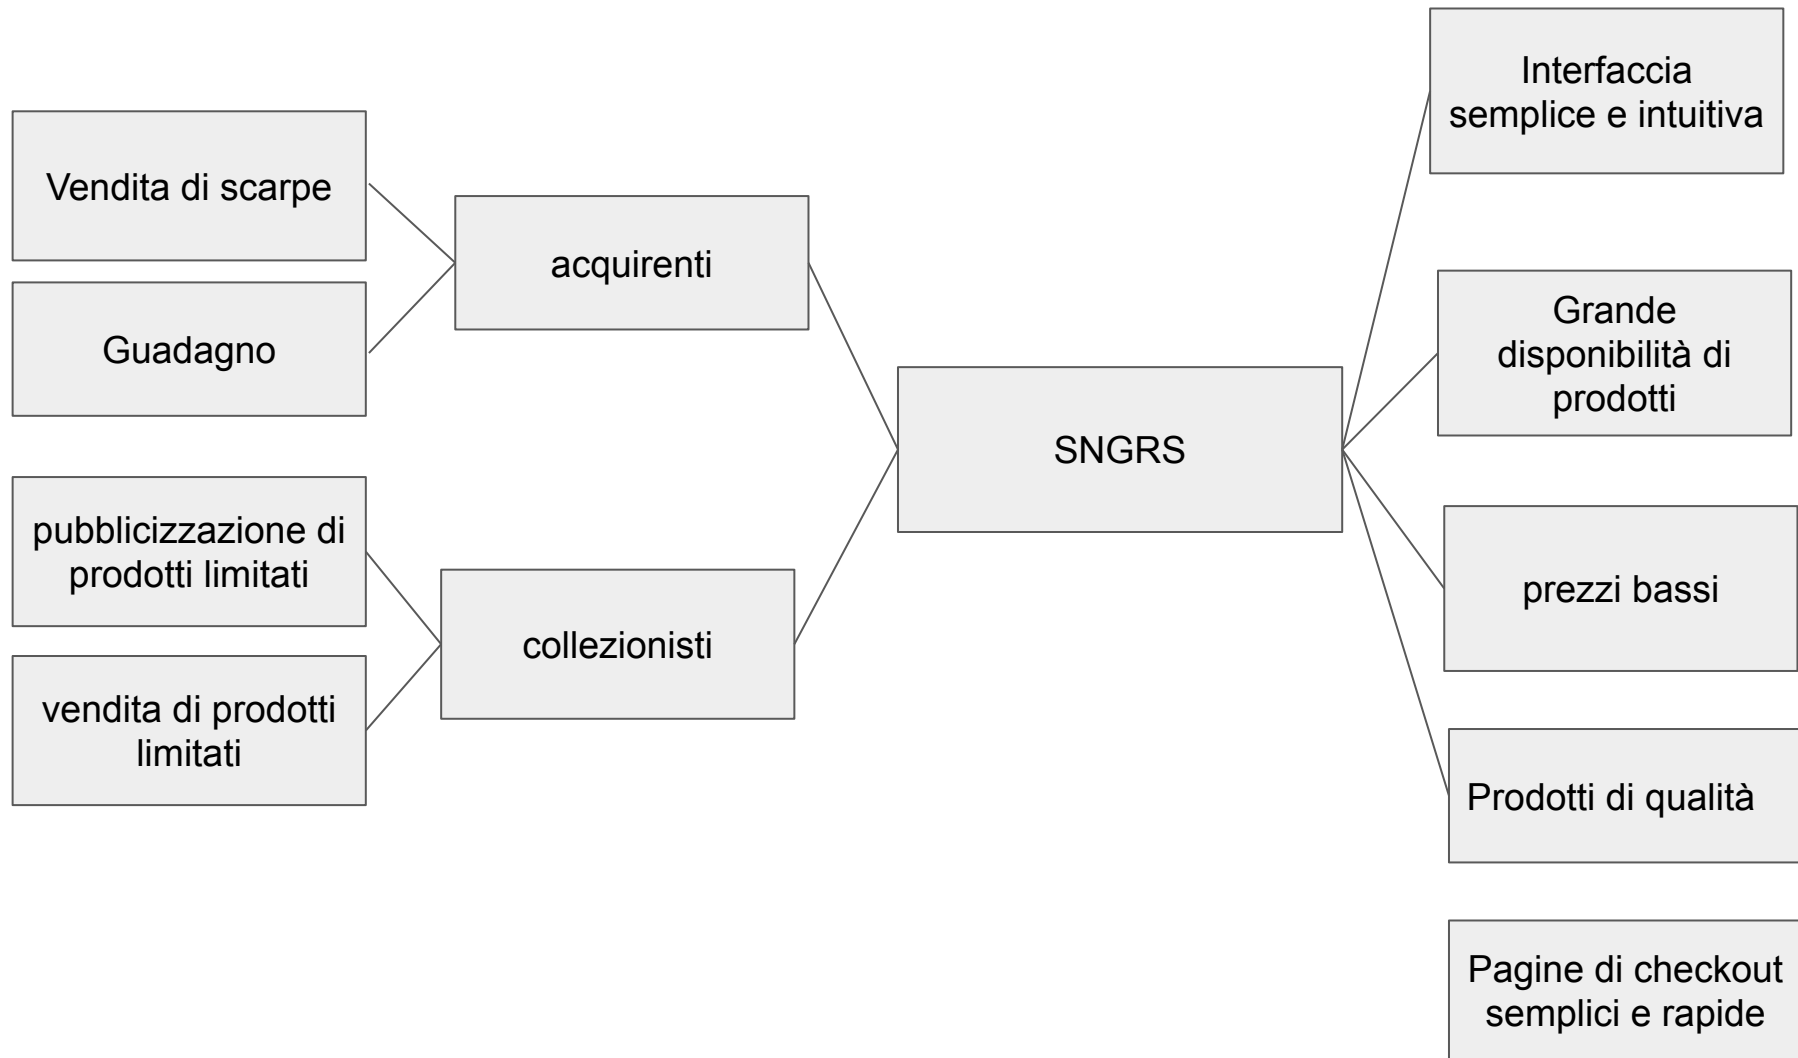 Vendita di scarpe
Guadagno
pubblicizzazione di
prodotti limitati
vendita di prodotti
limitati
acquirenti
collezionisti
SNGRS
Interfaccia
semplice e intuitiva
Grande
disponibilità di
prodotti
prezzi bassi
Prodotti di qualità
Pagine di checkout
semplici e rapide